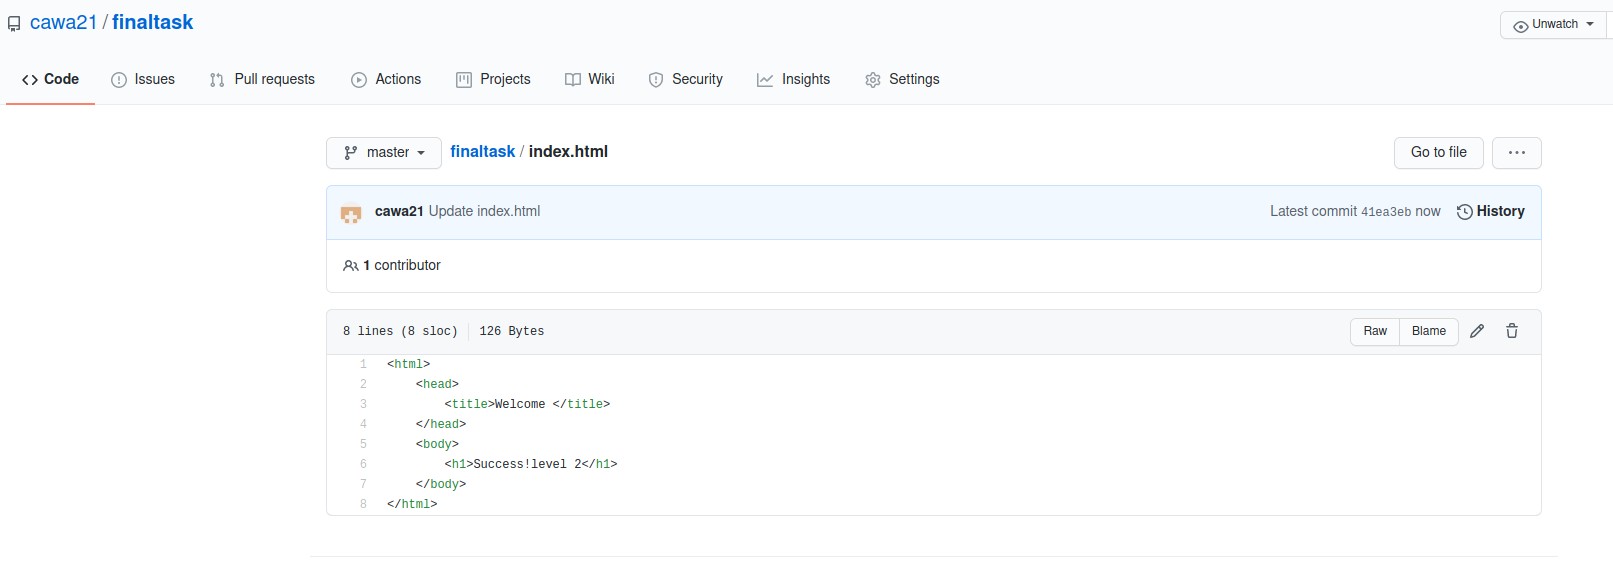 cawa21 / finaltask
Unwatch
Code Issues Pull requests Actions Projects Wiki Security Insights Settings
master finaltask / index.html Go to file ...
cawa21 Update index.html Latest commit 41ea3eb now History
1 contributor
8 lines (8 sloc) 126 Bytes Raw Blame
1 <html>
2 <head>
3 <title>Welcome </title>
4 </head>
5 <body>
6 <h1>Success!level 2</h1>
7 </body>
8 </html>